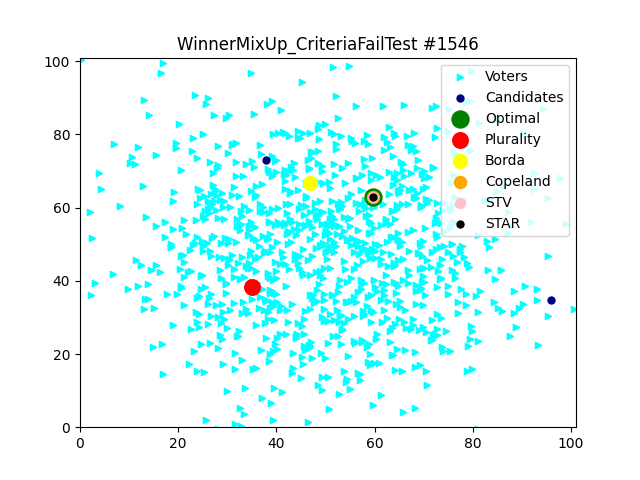 WinnerMixUp_CriteriaFailTest #1546
100
80
60
40
20
0
0
20
40
60
80
100
Voters
Candidates
Optimal
Plurality
Borda
Copeland
STV
STAR